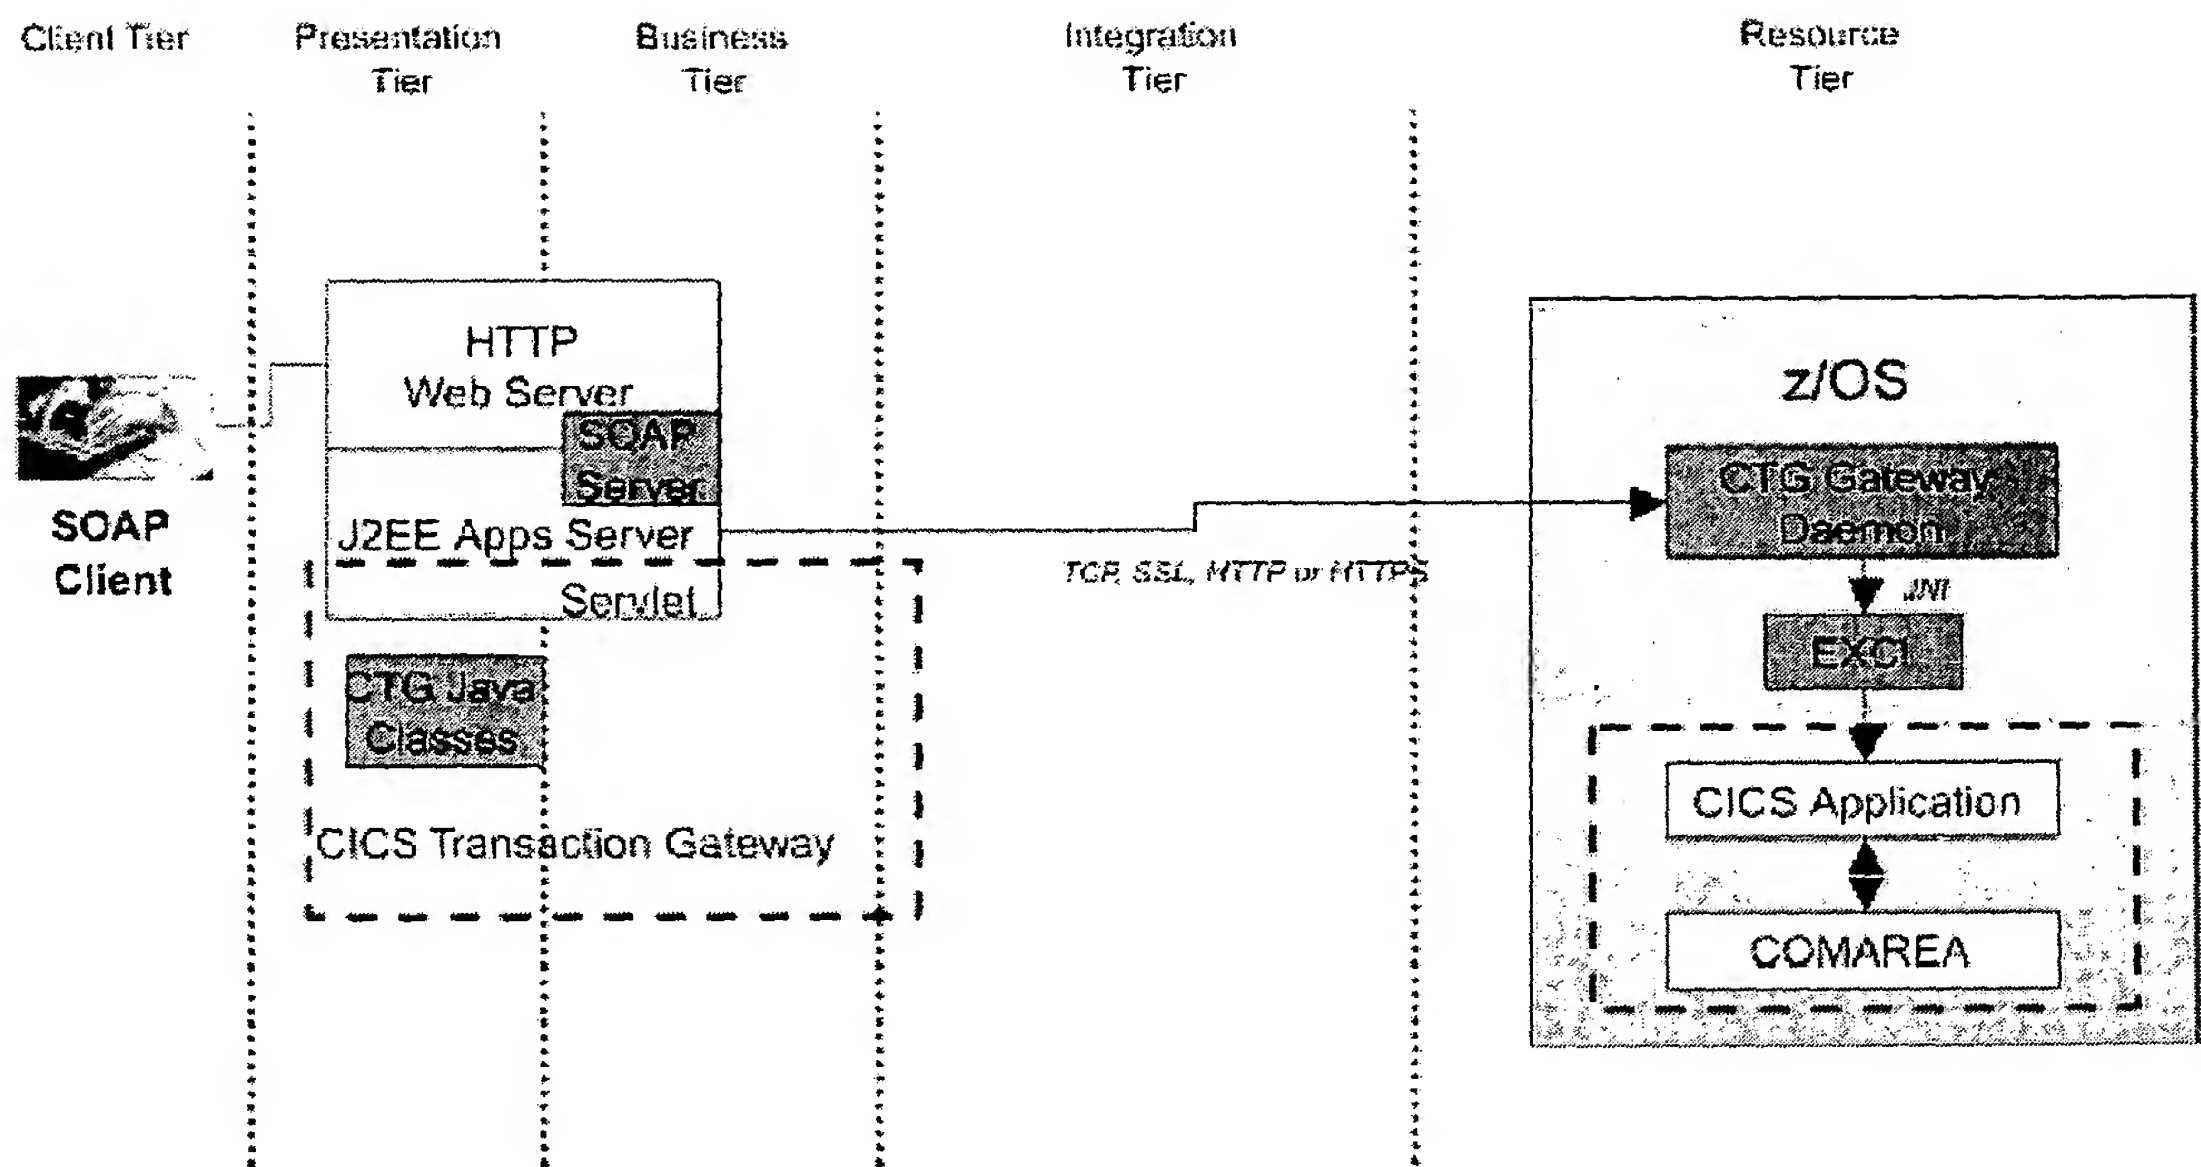 Client Tier
Presentation
Tier
Business
Tier
Integration
Tier
Resource
Tier
HTTP
Web Server
SOAP
Server
J2EE Apps Server
Servlet
SOAP
Client
CTG Java
Classes
CICS Transaction Gateway
TCP, SSL, HTTP or HTTPS
z/OS
CTG Gateway
Daemon
JNI
EXCI
CICS Application
COMAREA